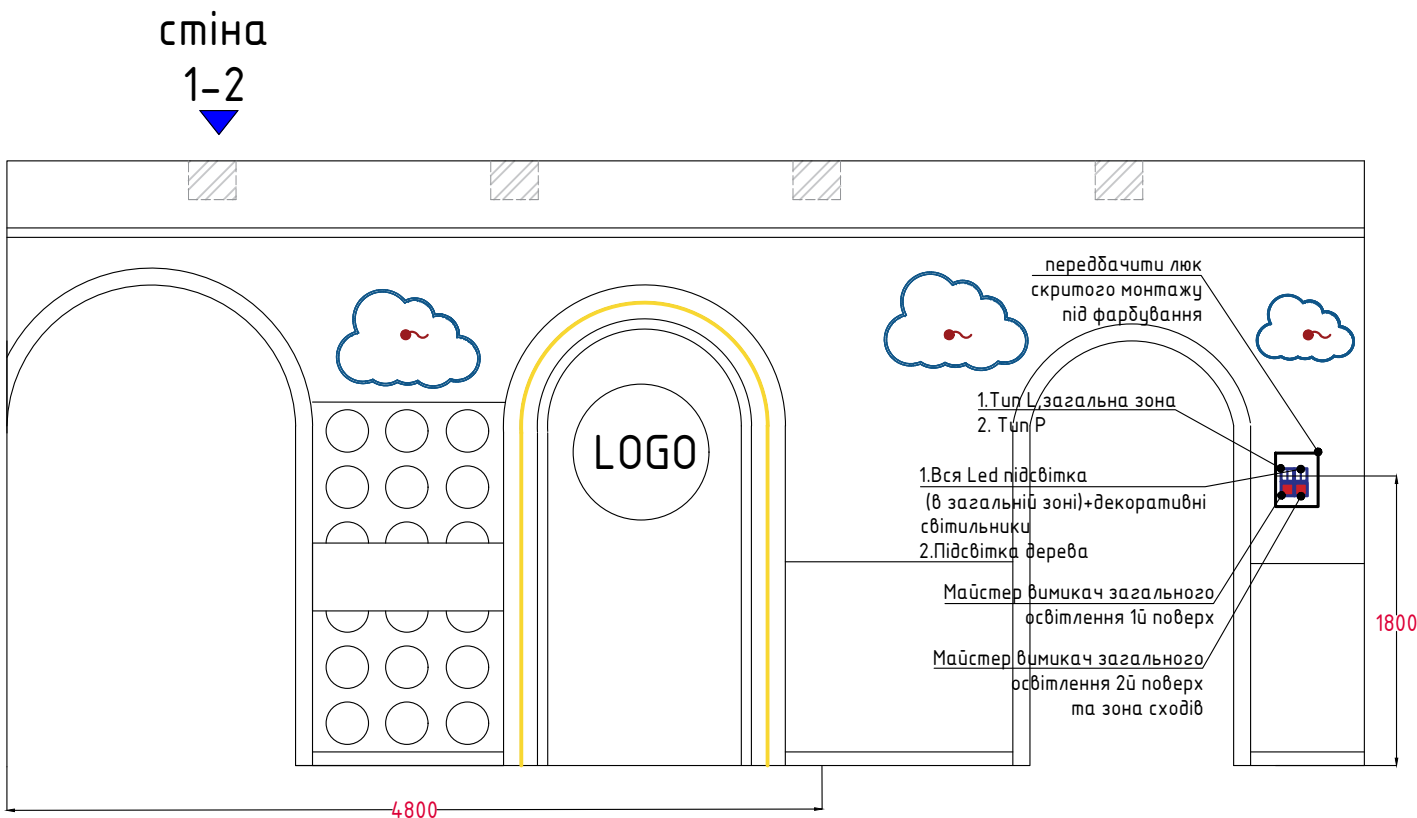 стіна
1-2
передбачити люк
скритого монтажу
під фарбування
1.Тип L,загальна зона
2. Тип Р
LOGO
1.Вся Led підсвітка
(в загальній зоні)+декоративні
світильники
2.Підсвітка дерева
Майстер вимикач загального
освітлення 1й поверх
1800
Майстер вимикач загального
освітлення 2й поверх
та зона сходів
4800